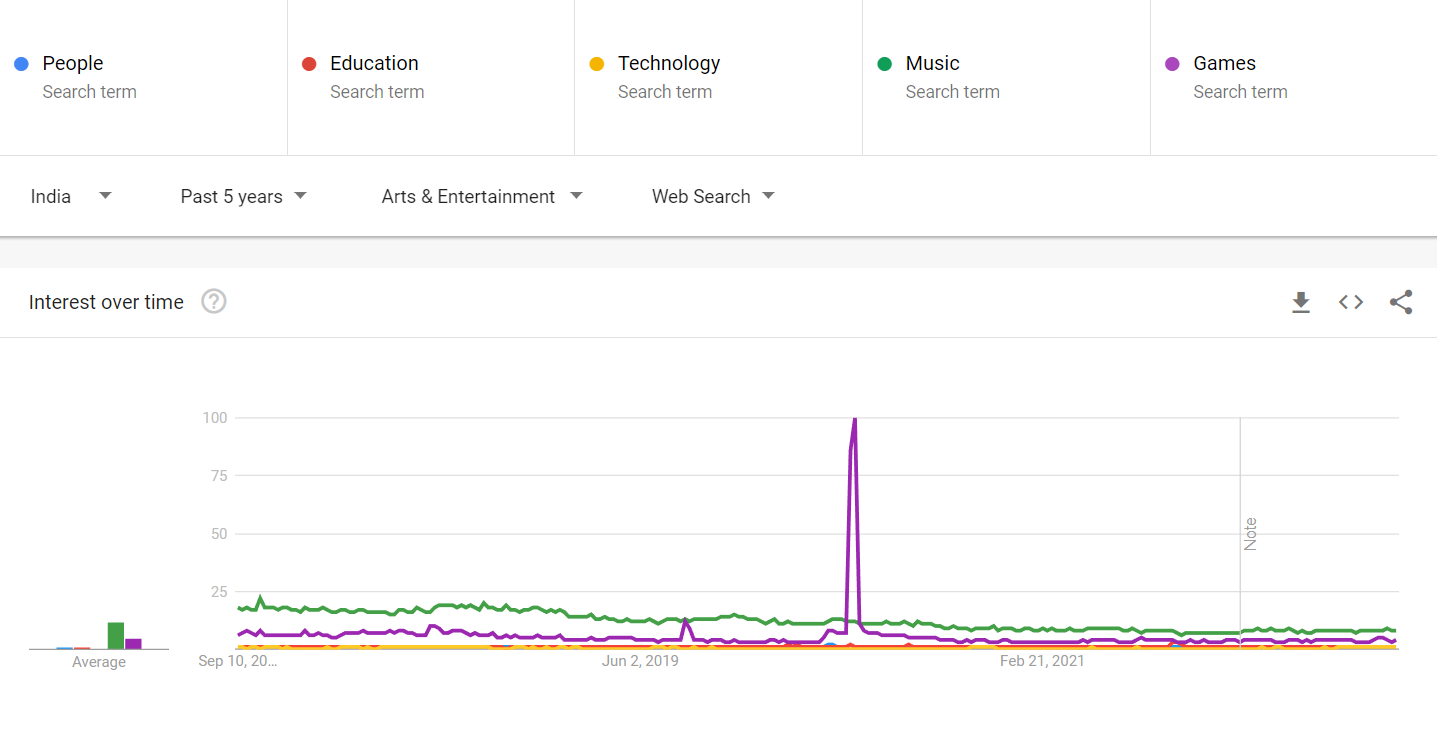 People
Search term
Education
Search term
Technology
Search term
Music
Search term
Games
Search term
India
Past 5 years
Arts & Entertainment
Web Search
Interest over time
?
100
75
50
25
Note
Average
Sep 10, 20...
Jun 2, 2019
Feb 21, 2021